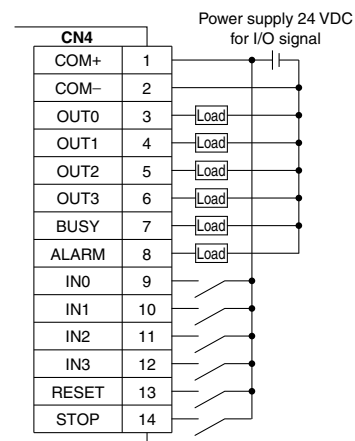 Power supply 24 VDC
for I/O signal
CN4
COM+ 1
COM− 2
OUT0 3 Load
OUT1 4 Load
OUT2 5 Load
OUT3 6 Load
BUSY 7 Load
ALARM 8 Load
IN0 9
IN1 10
IN2 11
IN3 12
RESET 13
STOP 14